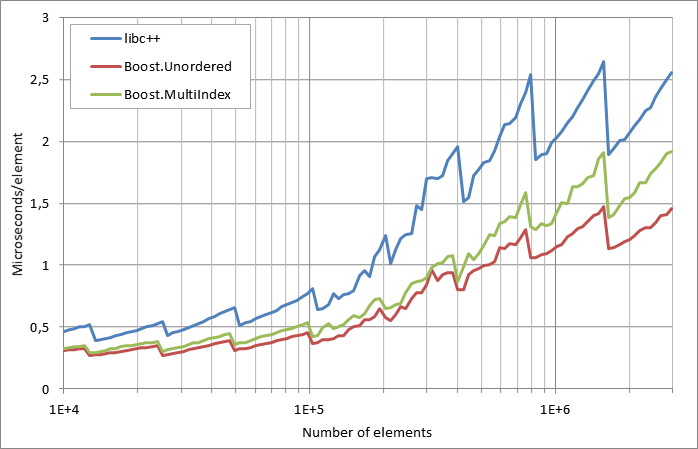 3
2,5
2
1,5
1
0,5
0
libc++
Boost.Unordered
Boost.MultiIndex
Microseconds/element
1E+4
1E+5
1E+6
Number of elements